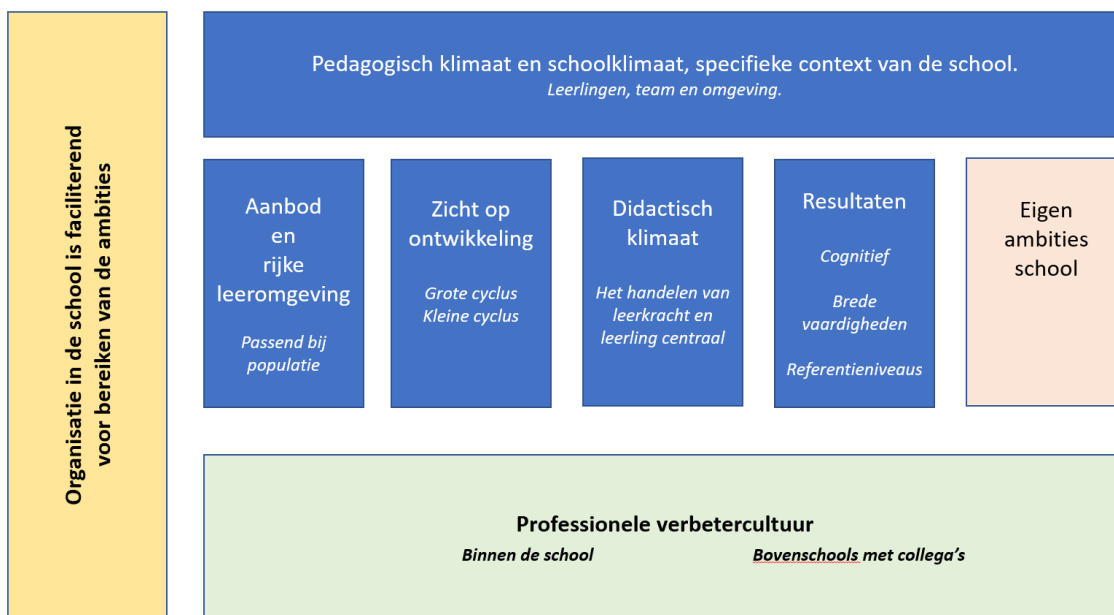 Organisatie in de school is faciliterend
voor bereiken van de ambities
Pedagogisch klimaat en schoolklimaat, specifieke context van de school.
Leerlingen, team en omgeving.
Aanbod
en
rijke
leeromgeving
Passend bij
populatie
Zicht op
ontwikkeling
Grote cyclus
Kleine cyclus
Didactisch
klimaat
Het handelen van
leerkracht en
leerling centraal
Resultaten
Cognitief
Brede
vaardigheden
Referentieniveaus
Eigen
ambities
school
Professionele verbetercultuur
Binnen de school
Bovenschools met collega's